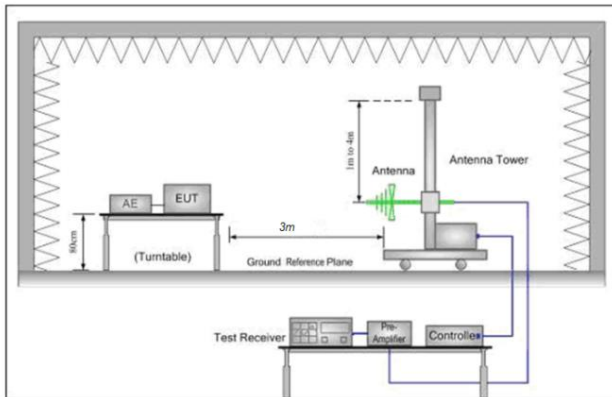 1m to 4m
Antenna
Antenna Tower
AE
EUT
80cm
(Turntable)
3m
Ground Reference Plane
Test Receiver
Pre-
Amplifier
Controller